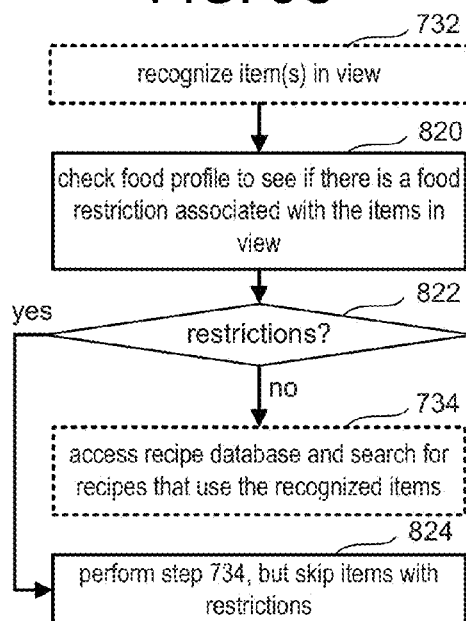 732
recognize item(s) in view
820
check food profile to see if there is a food
restriction associated with the items in
view
822
yes
restrictions?
no
734
access recipe database and search for
recipes that use the recognized items
824
perform step 734, but skip items with
restrictions